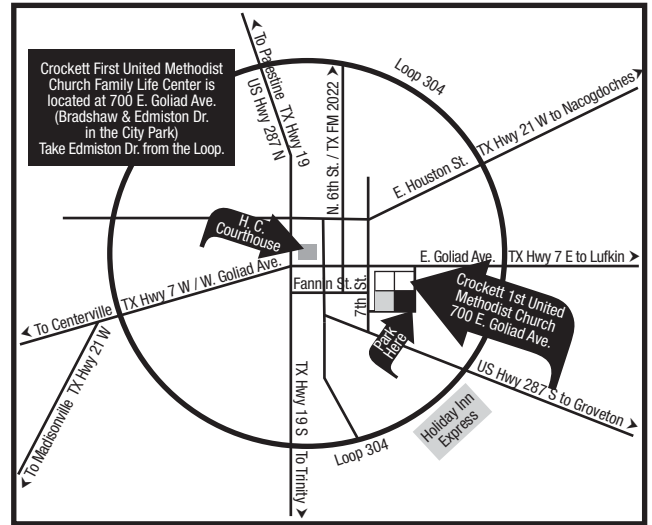 Crockett First United Methodist
Church Family Life Center is
located at 700 E. Goliad Ave.
(Bradshaw & Edmiston Dr.
in the City Park)
Take Edmiston Dr. from the Loop.
To Palestine TX Hwy 19
US Hwy 287 N
N. 6th St. / TX FM 2022
Loop 304
E. Houston St. TX Hwy 21 W to Nacogdoches
H. C.
Courthouse
E. Goliad Ave. TX Hwy 7 E to Lufkin
To Centerville TX Hwy 7 W / W. Goliad Ave.
Fannin St.
7th St.
Crockett 1st United
Methodist Church
700 E. Goliad Ave.
Park
Here
To Madisonville TX Hwy 21 W
US Hwy 287 S to Groveton
Holiday Inn
Express
TX Hwy 19 S To Trinity
Loop 304